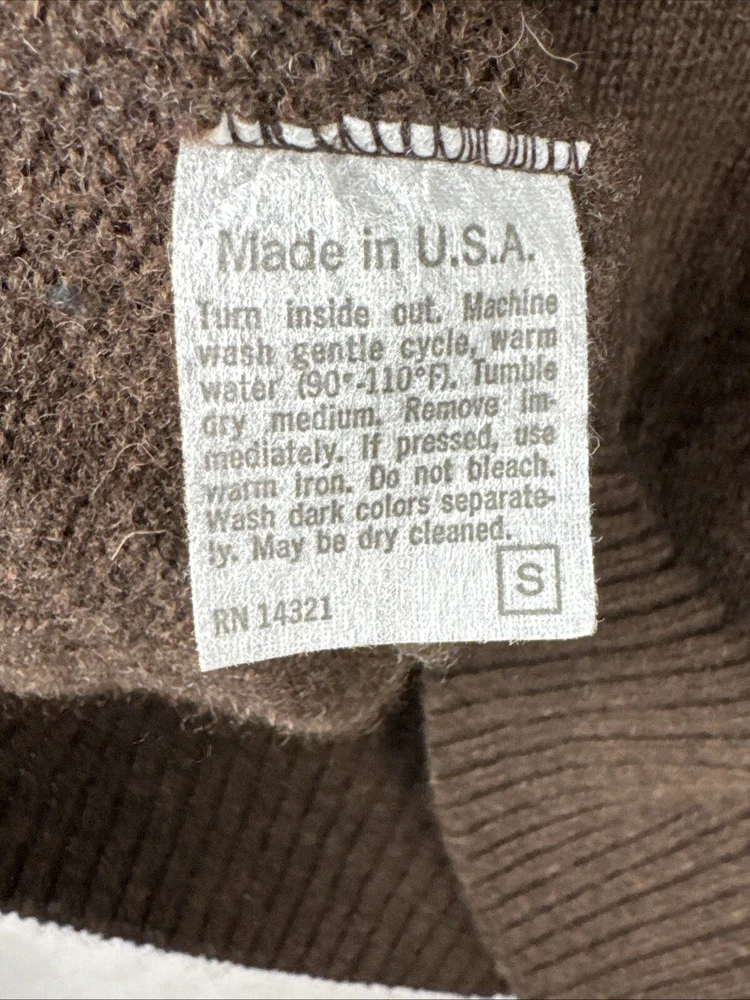 Made in U.S.A.
Turn inside out. Machine
wash gentle cycle, warm
water (90°-110°F). Tumble
dry medium. Remove im-
mediately. If pressed, use
warm iron. Do not bleach.
Wash dark colors separate-
ly. May be dry cleaned.
S
RN 14321